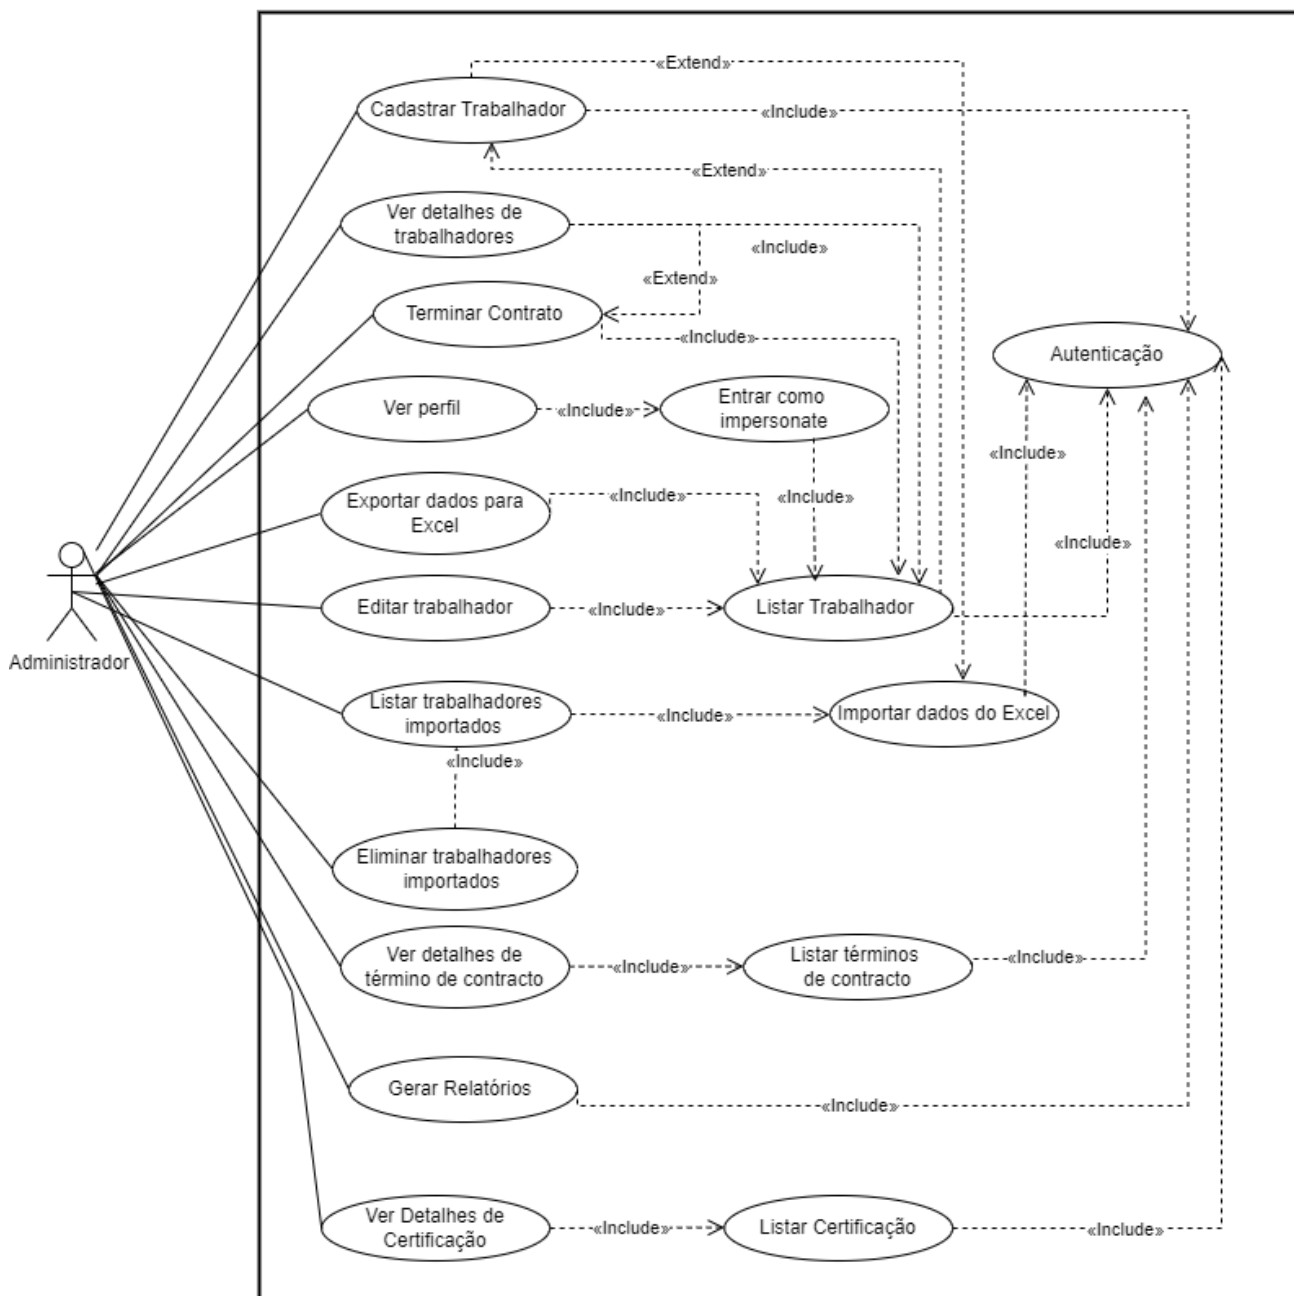 «Extend»
Cadastrar Trabalhador
«Include»
«Extend»
Ver detalhes de
trabalhadores
«Include»
«Extend»
Terminar Contrato
«Include»
Autenticação
Ver perfil
«Include»
Entrar como
impersonate
«Include»
Exportar dados para
Excel
«Include»
«Include»
«Include»
Editar trabalhador
«Include»
Listar Trabalhador
Administrador
Listar trabalhadores
importados
«Include»
Importar dados do Excel
«Include»
Eliminar trabalhadores
importados
Ver detalhes de
término de contracto
«Include»
Listar términos
de contracto
«Include»
Gerar Relatórios
«Include»
Ver Detalhes de
Certificação
«Include»
Listar Certificação
«Include»